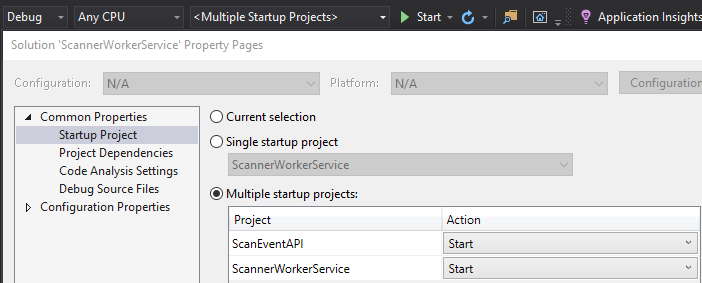 Debug Any CPU <Multiple Startup Projects> Start Application Insights
Solution 'ScannerWorkerService' Property Pages
Configuration: N/A Platform: N/A Configuration
Common Properties
Current selection
Startup Project
Single startup project
Project Dependencies
ScannerWorkerService
Code Analysis Settings
Debug Source Files
Multiple startup projects:
Configuration Properties
Project Action
ScanEventAPI Start
ScannerWorkerService Start